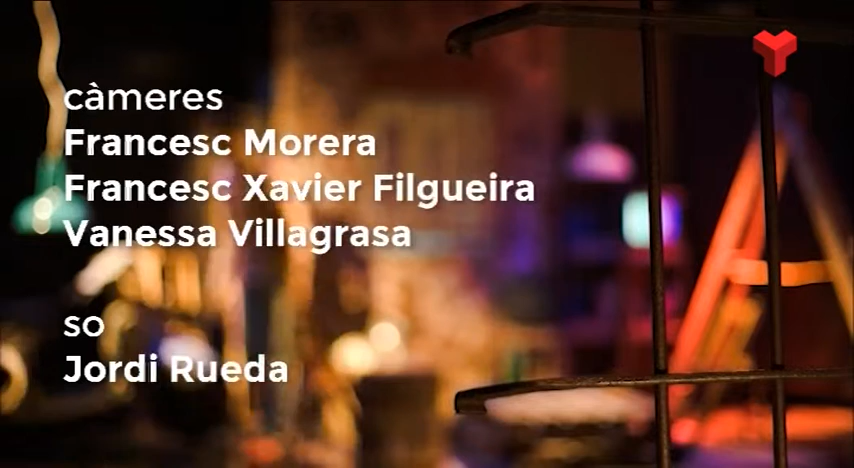 càmeres
Francesc Morera
Francesc Xavier Filgueira
Vanessa Villagrasa
so
Jordi Rueda